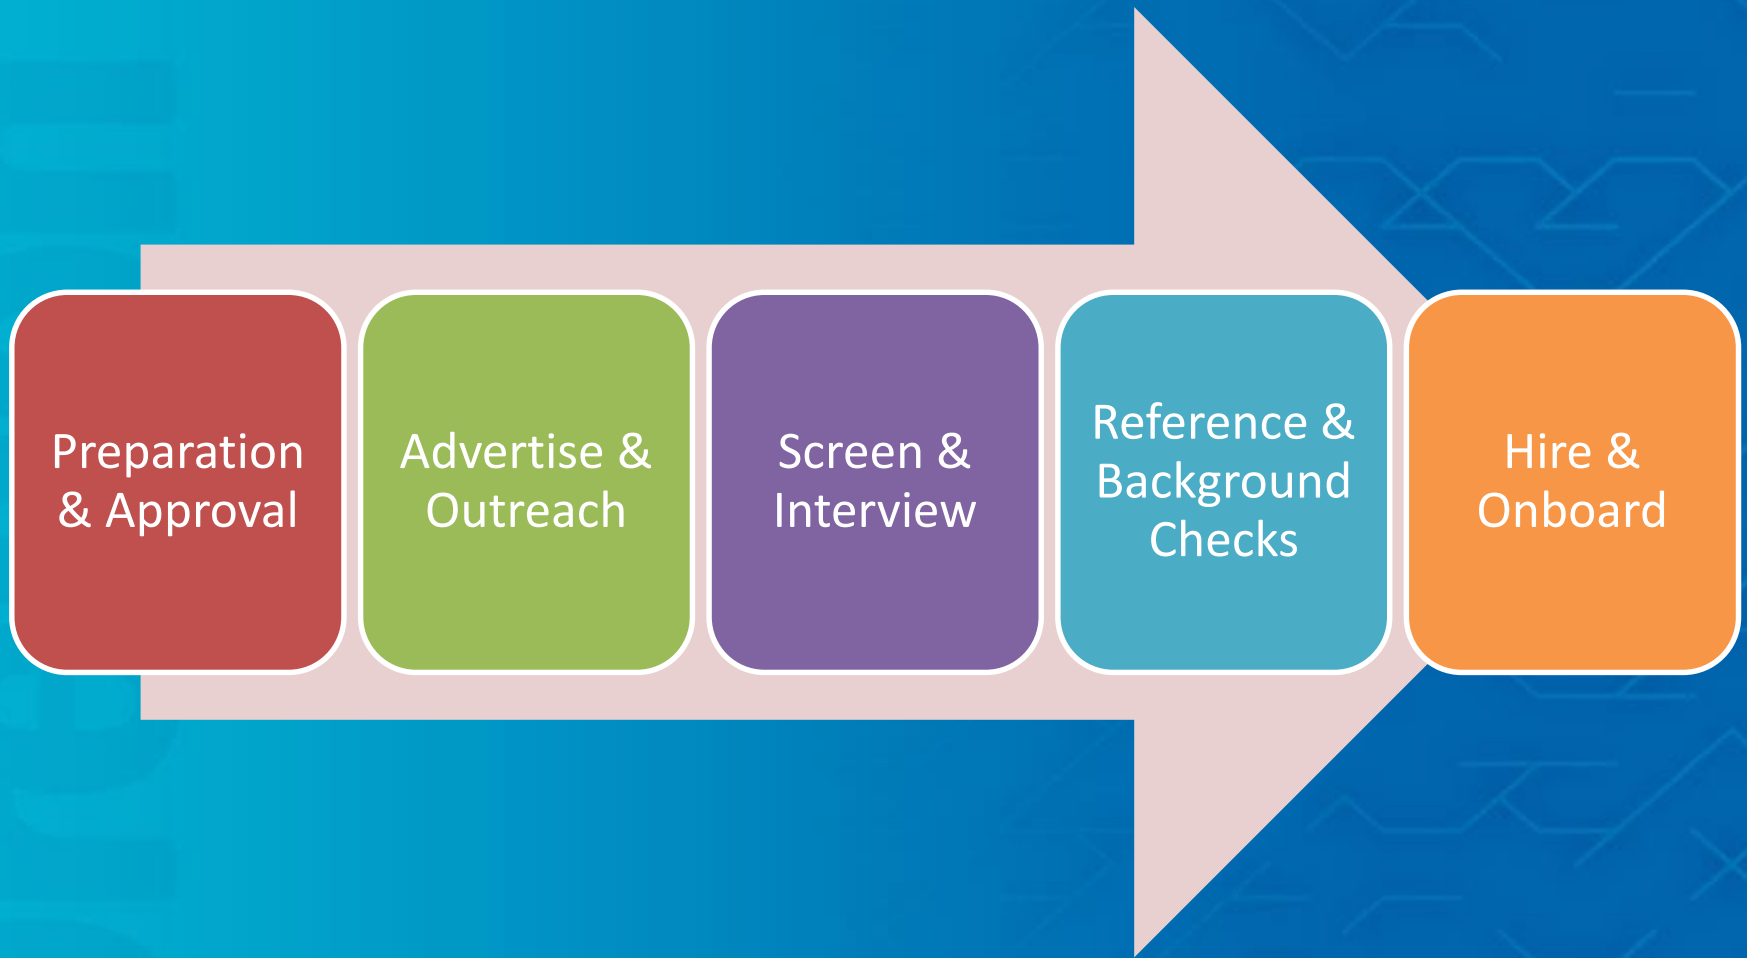 Preparation
& Approval
Advertise &
Outreach
Screen &
Interview
Reference &
Background
Checks
Hire &
Onboard